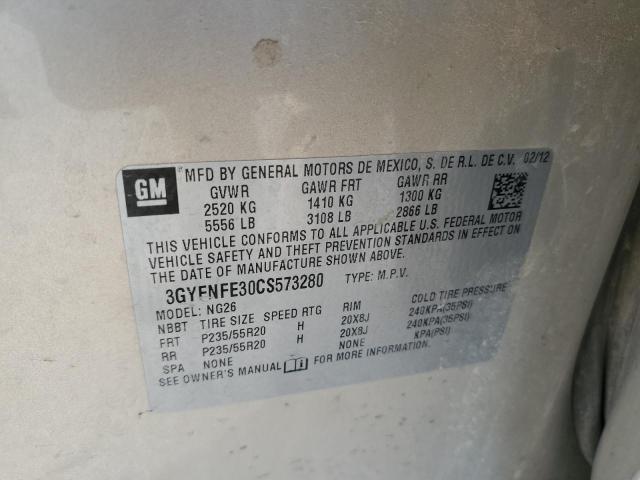 GM
MFD BY GENERAL MOTORS DE MEXICO, S. DE R.L. DE C.V. 02/12
GVWR GAWR FRT GAWR RR
2520 KG 1410 KG 1300 KG
5556 LB 3108 LB 2866 LB
THIS VEHICLE CONFORMS TO ALL APPLICABLE U.S. FEDERAL MOTOR
VEHICLE SAFETY AND THEFT PREVENTION STANDARDS IN EFFECT ON
THE DATE OF MANUFACTURE SHOWN ABOVE.
3GYFNFE30CS573280 TYPE: M.P.V.
MODEL: NG26
NBBT TIRE SIZE SPEED RTG RIM COLD TIRE PRESSURE
FRT P235/55R20 H 20X8J 240KPA(35PSI)
RR P235/55R20 H 20X8J 240KPA(35PSI)
SPA NONE NONE KPA(PSI)
SEE OWNER'S MANUAL FOR MORE INFORMATION.